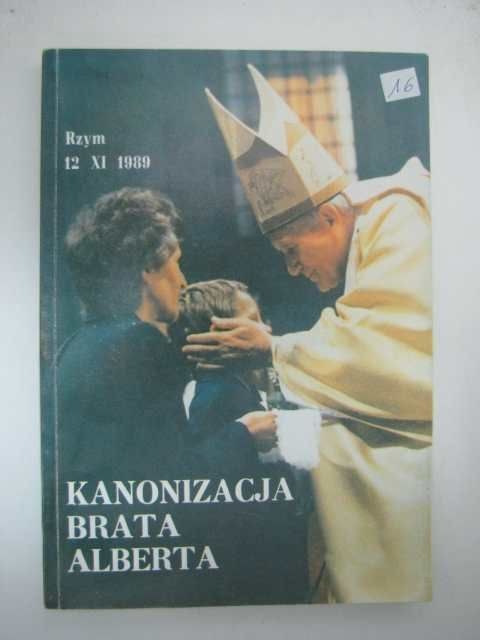 16
Rzym
12 XI 1989
KANONIZACJA
BRATA
ALBERTA